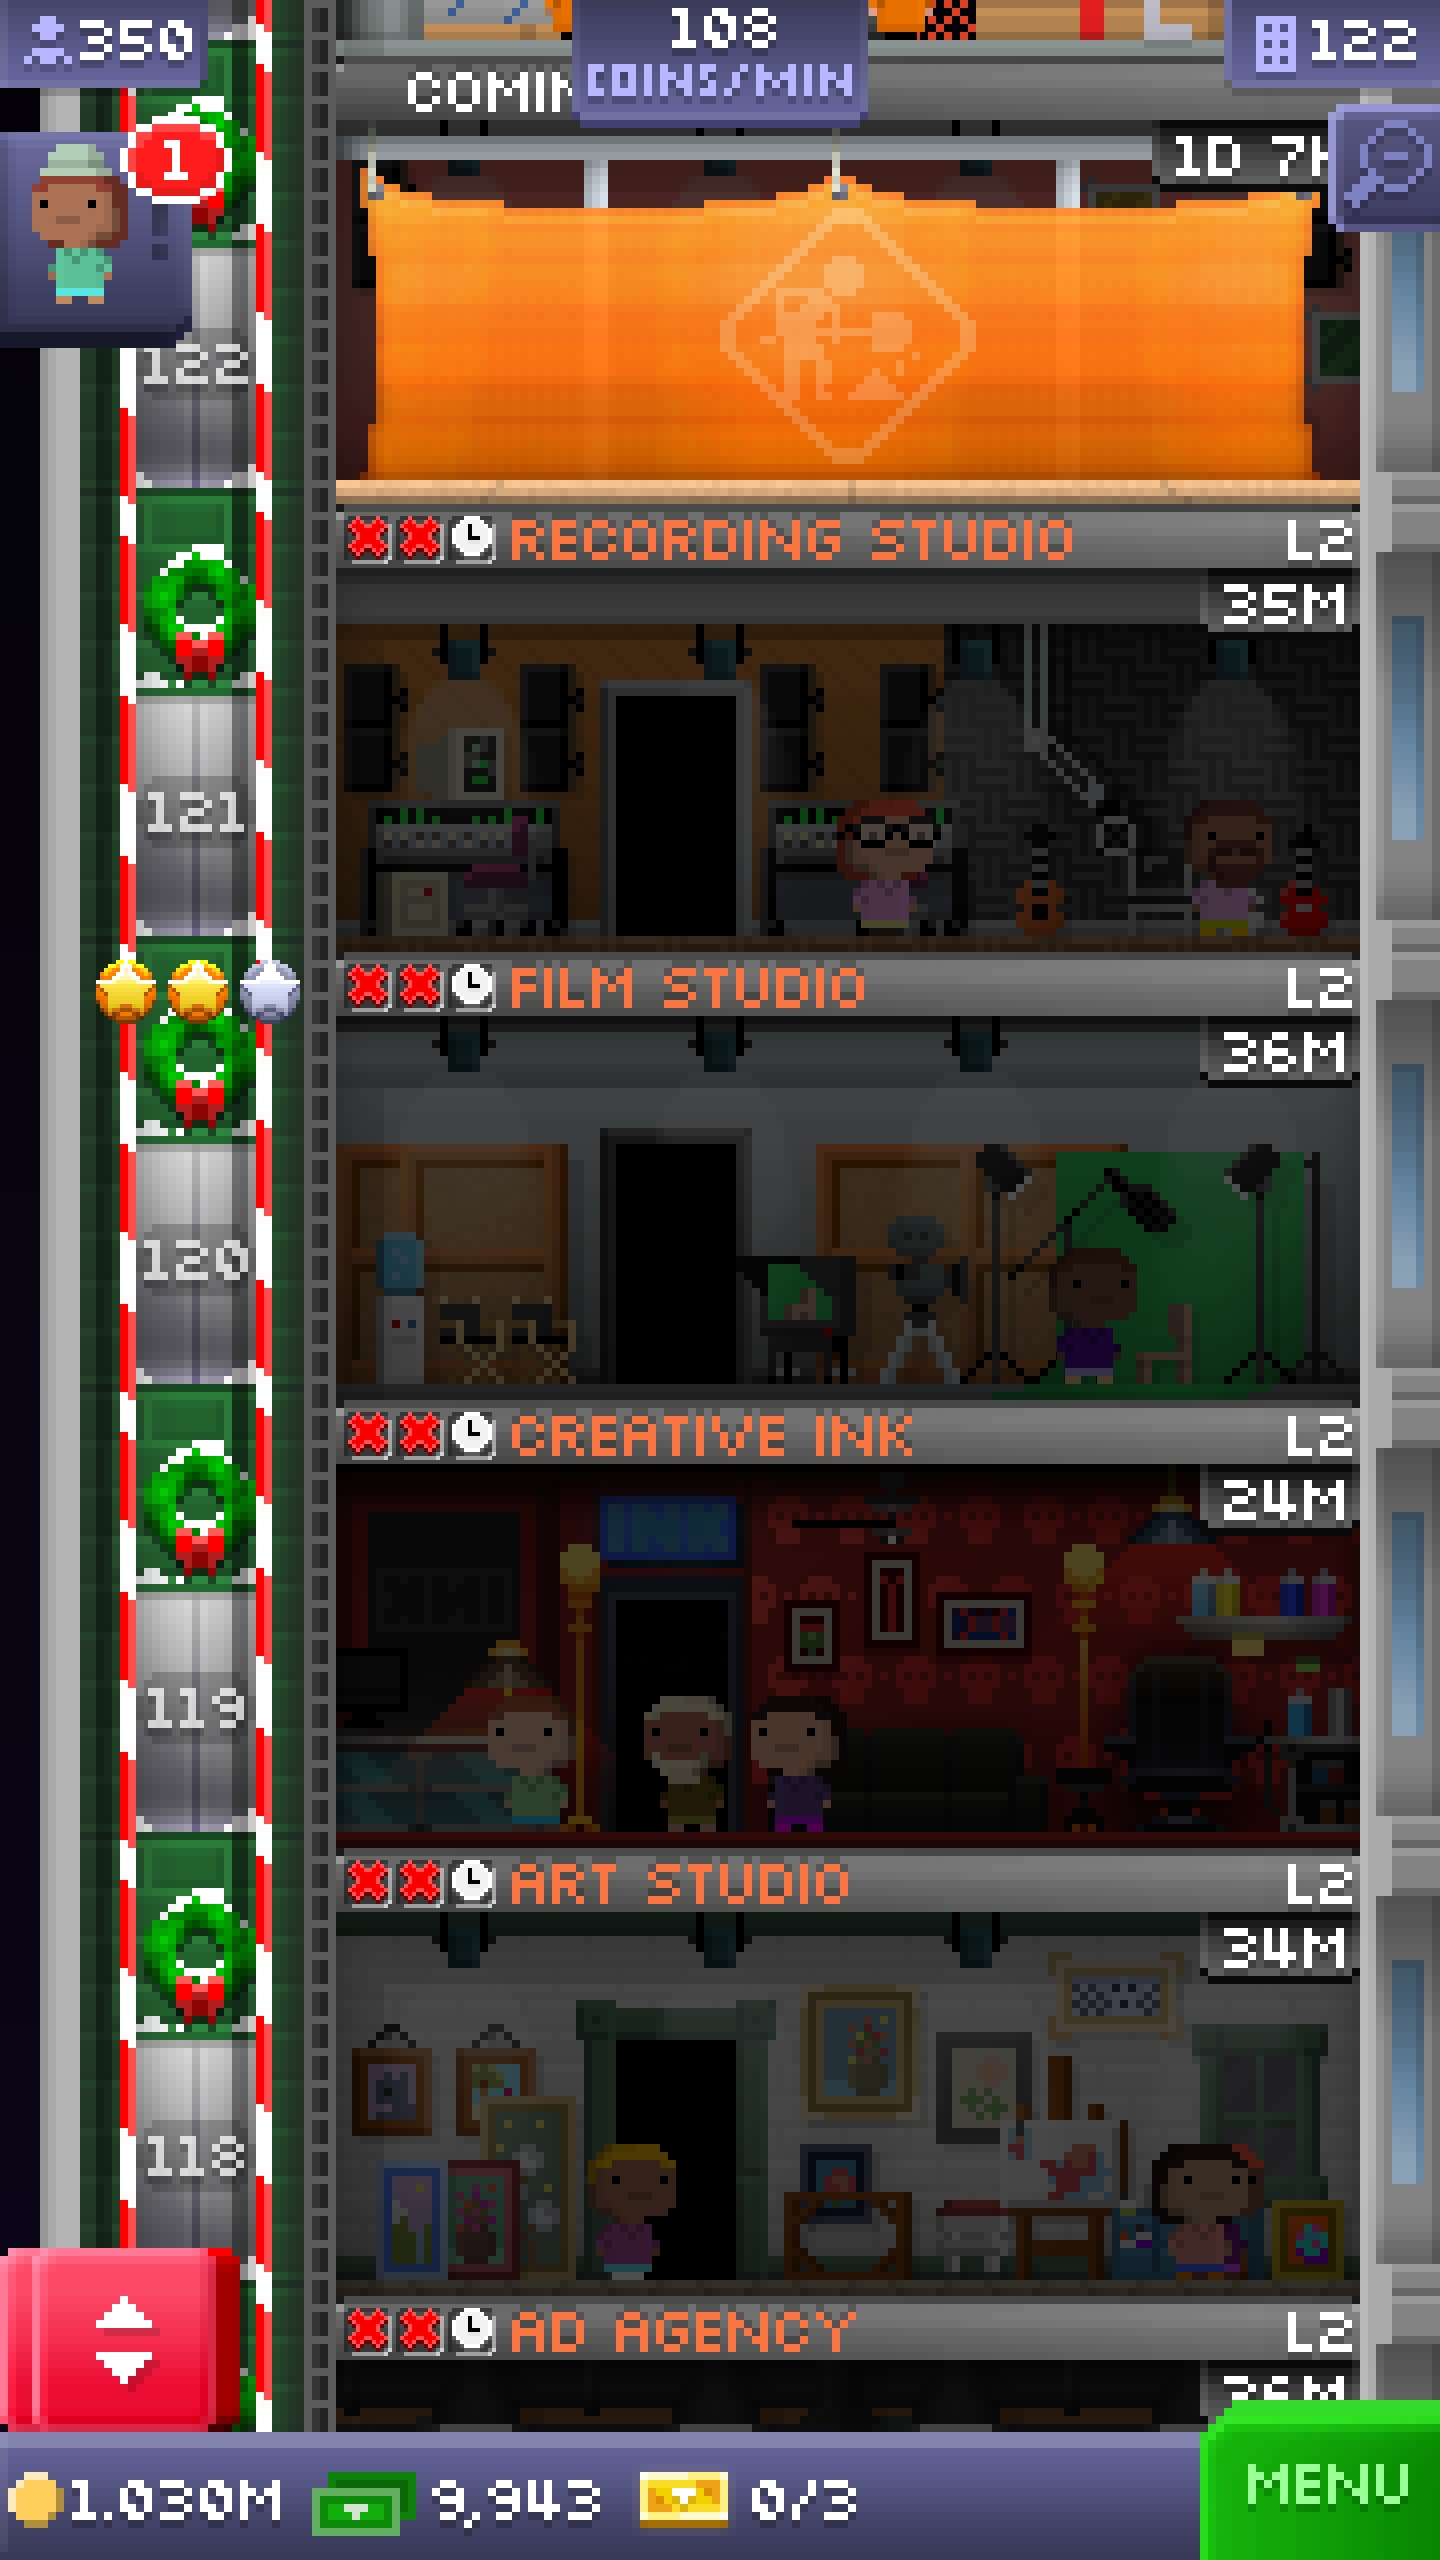 350
108
COINS/MIN
122
COMIN
1
1D 7H
122
RECORDING STUDIO L2
35M
121
FILM STUDIO L2
36M
120
CREATIVE INK L2
24M
INK
119
ART STUDIO L2
34M
118
AD AGENCY L2
36M
1.030M 9,943 0/3
MENU